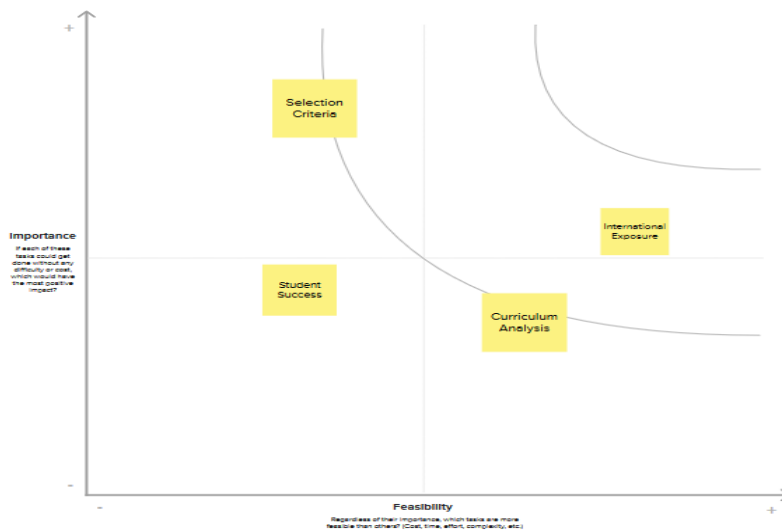 +
Selection
Criteria
International
Exposure
Importance
If each of these
tasks could get
done without any
difficulty or cost,
which would have
the most positive
impact?
Student
Success
Curriculum
Analysis
-
-
Feasibility
+
Regardless of their importance, which tasks are more
feasible than others? (Cost, time, effort, complexity, etc.)